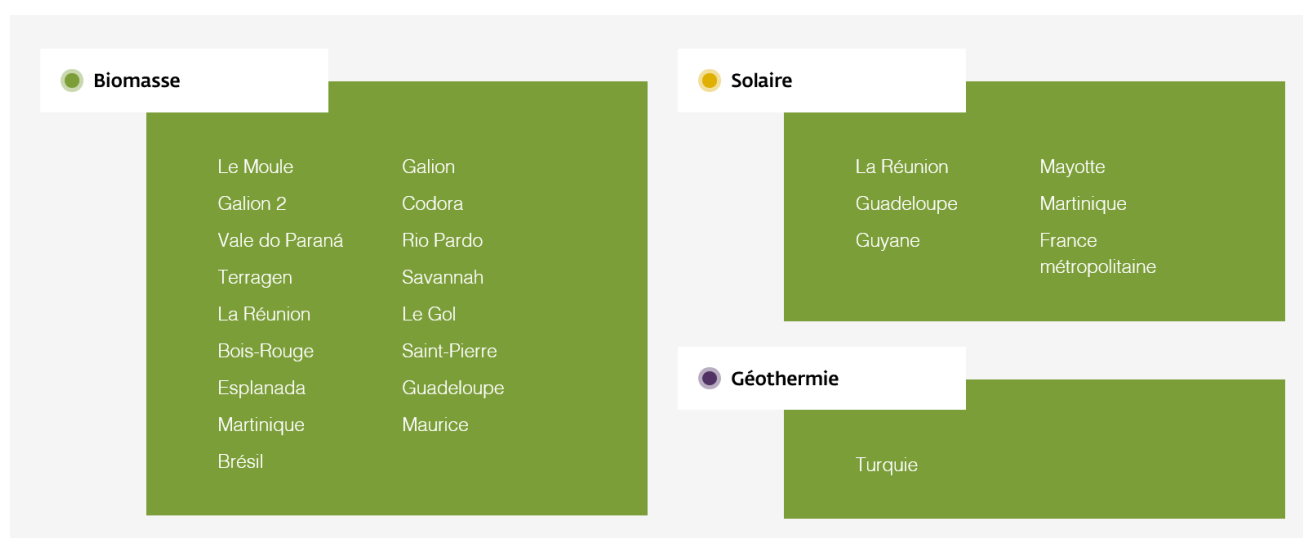 Biomasse
Le Moule
Galion
Galion 2
Codora
Vale do Paraná
Rio Pardo
Terragen
Savannah
La Réunion
Le Gol
Bois-Rouge
Saint-Pierre
Esplanada
Guadeloupe
Martinique
Maurice
Brésil
Solaire
La Réunion
Mayotte
Guadeloupe
Martinique
Guyane
France
métropolitaine
Géothermie
Turquie